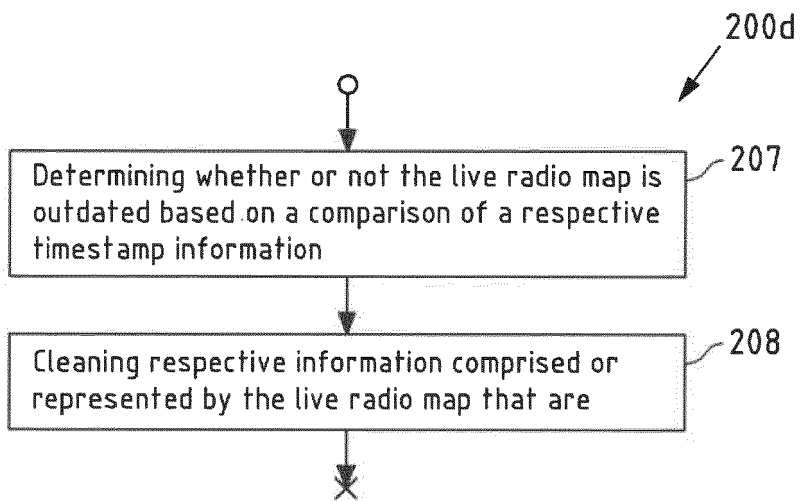 200d
Determining whether or not the live radio map is
outdated based on a comparison of a respective
timestamp information
207
Cleaning respective information comprised or
represented by the live radio map that are
208